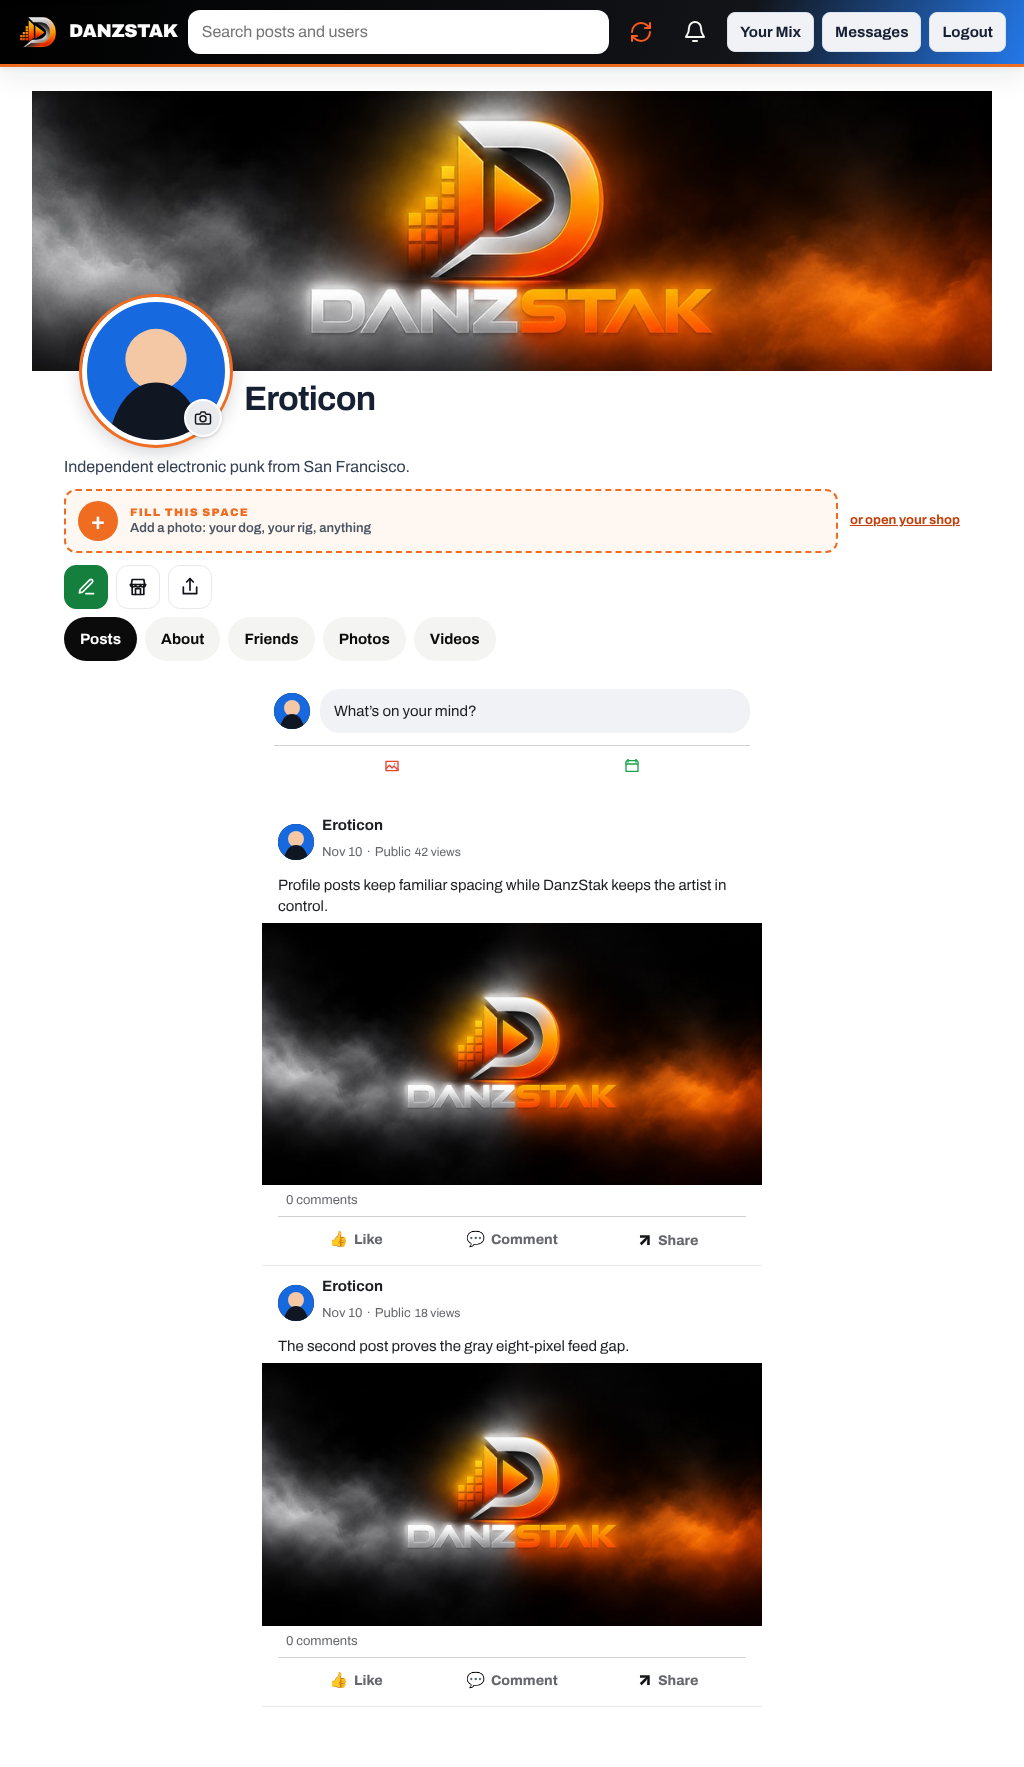 DANZSTAK
Search posts and users
Your Mix
Messages
Logout
DANZSTAK
Eroticon
Independent electronic punk from San Francisco.
FILL THIS SPACE
Add a photo: your dog, your rig, anything
or open your shop
Posts
About
Friends
Photos
Videos
What's on your mind?
Eroticon
Nov 10 · Public 42 views
Profile posts keep familiar spacing while DanzStak keeps the artist in
control.
DANZSTAK
0 comments
Like
Comment
Share
Eroticon
Nov 10 · Public 18 views
The second post proves the gray eight-pixel feed gap.
DANZSTAK
0 comments
Like
Comment
Share